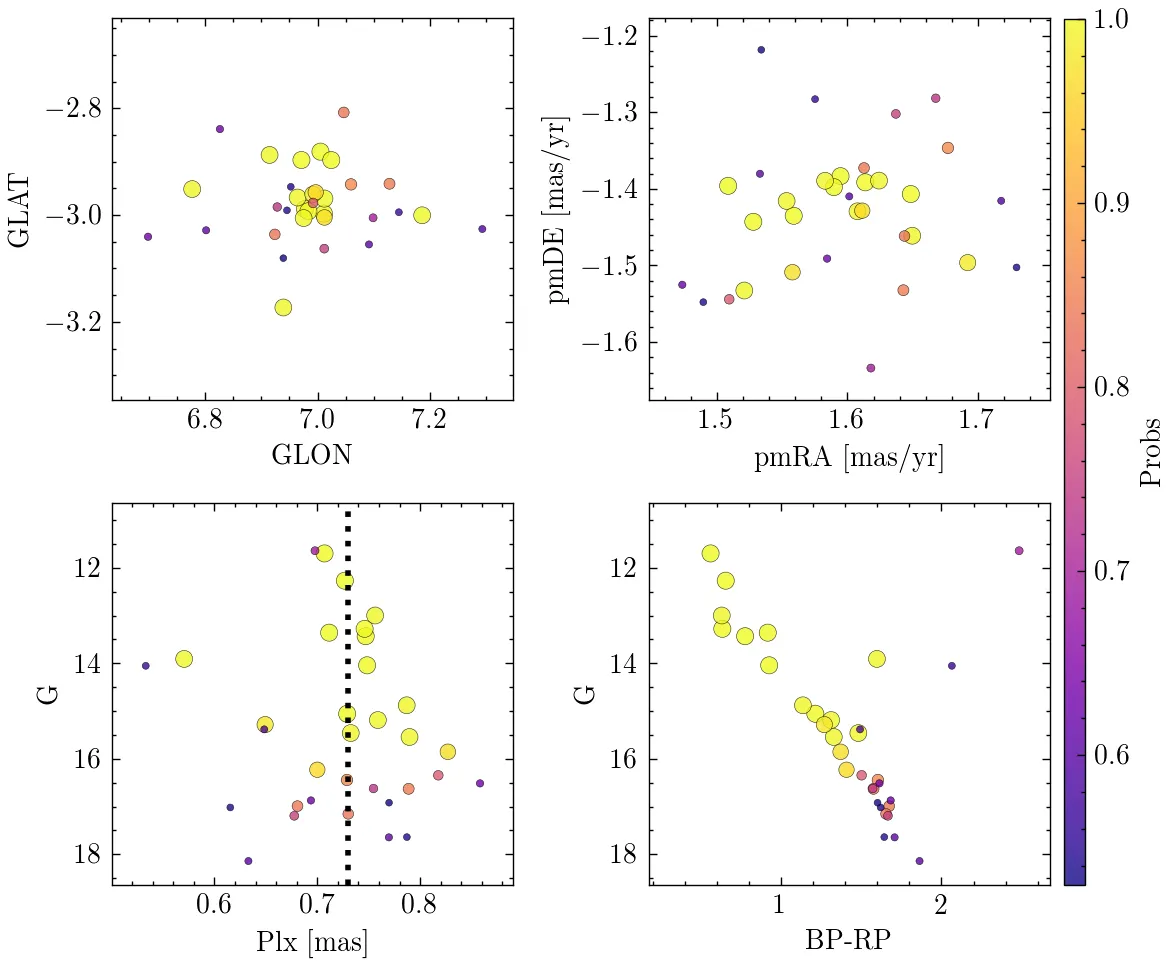 −2.8
−3.0
−3.2
GLAT
6.8 7.0 7.2
GLON
−1.2
−1.3
−1.4
−1.5
−1.6
pmDE [mas/yr]
1.5 1.6 1.7
pmRA [mas/yr]
12
14
16
18
G
0.6 0.7 0.8
Plx [mas]
12
14
16
18
G
1 2
BP-RP
1.0
0.9
0.8
0.7
0.6
Probs